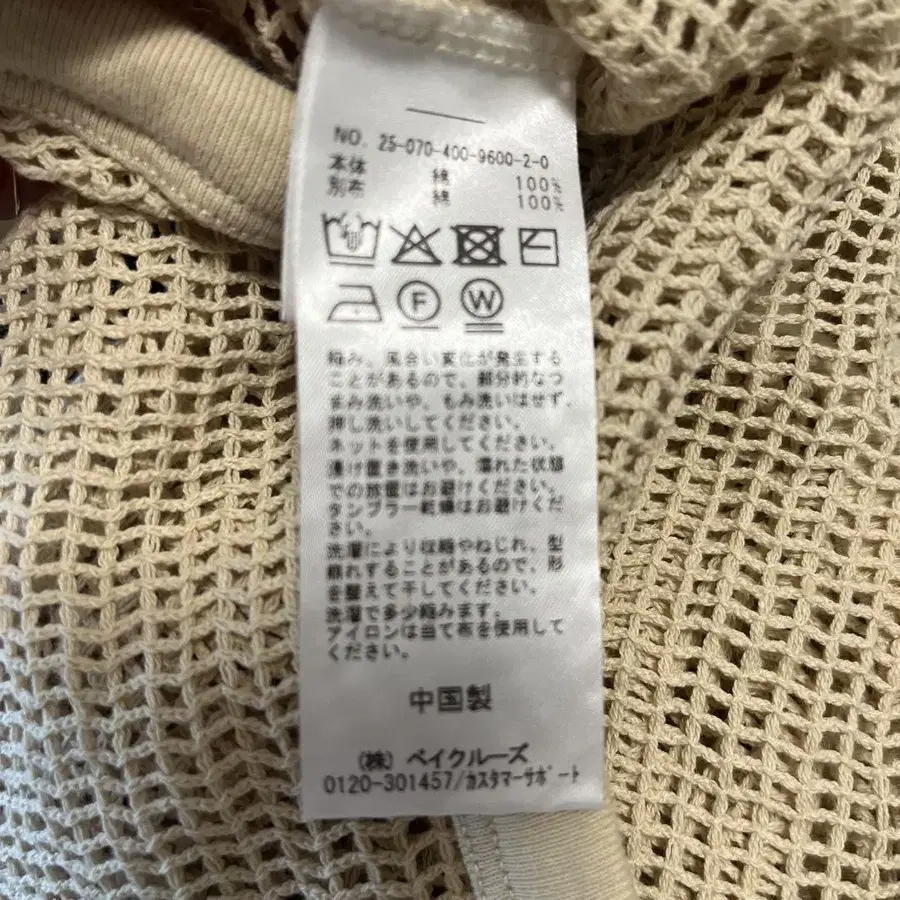 NO. 25-070-400-9600-2-0
本体 綿 100%
別布 綿 100%
F W
縮み、風合い変化が発生する
ことがあるので、部分的なつ
まみ洗いや、もみ洗いはせず、
押し洗いしてください。
ネットを使用してください。
漬け置き洗いや、濡れた状態
での放置はお避けください。
タンブラー乾燥はお避けくだ
さい。
洗濯により収縮やねじれ、型
崩れすることがあるので、形
を整えて干してください。
洗濯で多少縮みます。
アイロンは当て布を使用して
ください。
中国製
(株) ベイクルーズ
0120-301457/カスタマーサポート